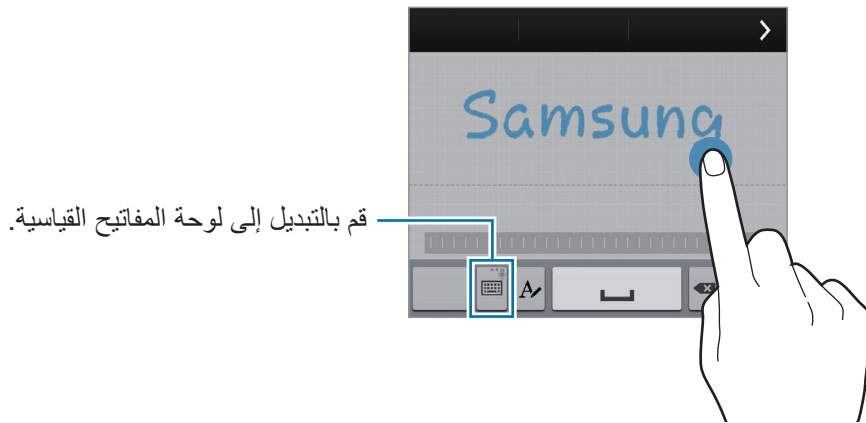 Samsung
قم بالتبديل إلى لوحة المفاتيح القياسية.